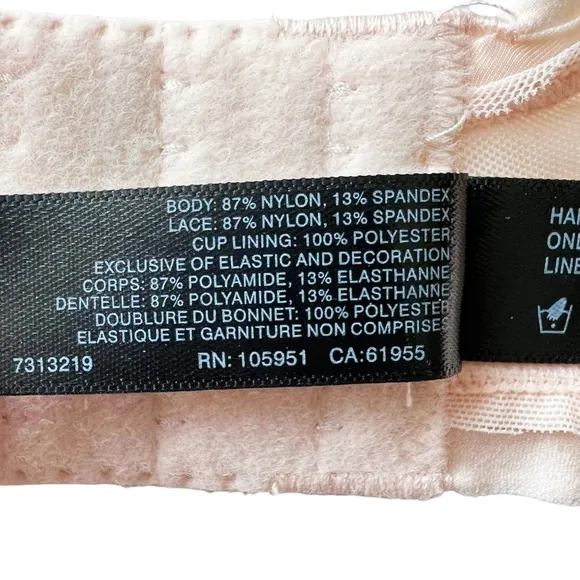 BODY: 87% NYLON, 13% SPANDEX
LACE: 87% NYLON, 13% SPANDEX
CUP LINING: 100% POLYESTER
EXCLUSIVE OF ELASTIC AND DECORATION
CORPS: 87% POLYAMIDE, 13% ELASTHANNE
DENTELLE: 87% POLYAMIDE, 13% ELASTHANNE
DOUBLURE DU BONNET: 100% POLYESTER
ELASTIQUE ET GARNITURE NON COMPRISES
7313219 RN: 105951 CA:61955
HAN
ONL
LINE